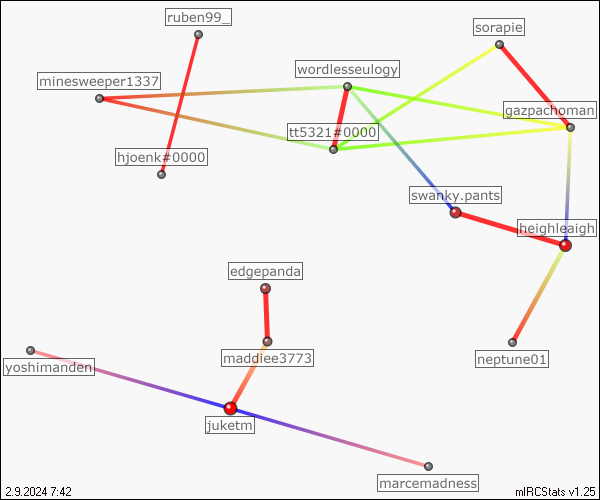 ruben99_
sorapie
wordlesseulogy
minesweeper1337
gazpachoman
tt5321#0000
hjoenk#0000
swanky.pants
heighleaigh
edgepanda
maddiee3773
neptune01
yoshimanden
juketm
marcemadness
2.9.2024 7:42
mIRCStats v1.25